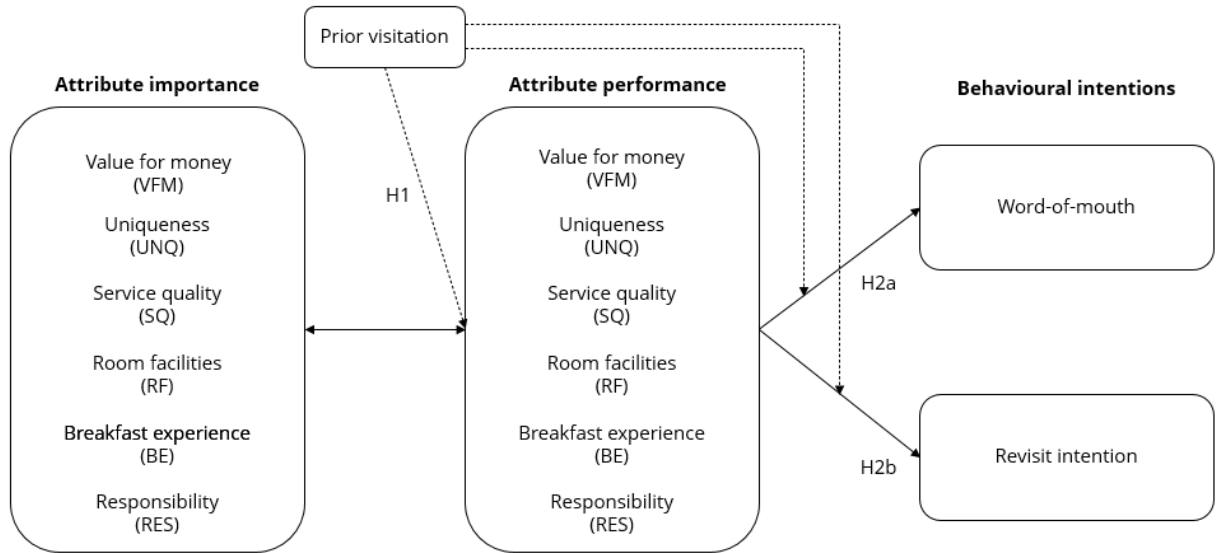 Prior visitation
Attribute importance
Value for money
(VFM)
Uniqueness
(UNQ)
Service quality
(SQ)
Room facilities
(RF)
Breakfast experience
(BE)
Responsibility
(RES)
H1
Attribute performance
Value for money
(VFM)
Uniqueness
(UNQ)
Service quality
(SQ)
Room facilities
(RF)
Breakfast experience
(BE)
Responsibility
(RES)
H2a
H2b
Behavioural intentions
Word-of-mouth
Revisit intention